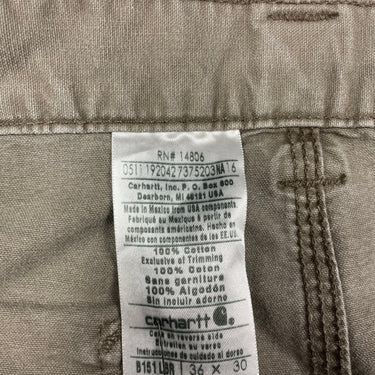 RN# 14806
0511192042375203NA16
Carhartt, Inc. P.O. Box 600
Dearborn, MI 48121 USA
Made in Mexico from USA components
Fabriqué au Mexique à partir de
composants américains. Hecho en
México con componentes de los EE.UU.
100% Cotton
Exclusive of Trimming
100% Coton
Sans garniture
100% Algodón
Sin incluir adorno
carhartt
Care on reverse side
Entretien au verso
Instrucciones de cuidado al dorso
B151 LBR 36 X 30